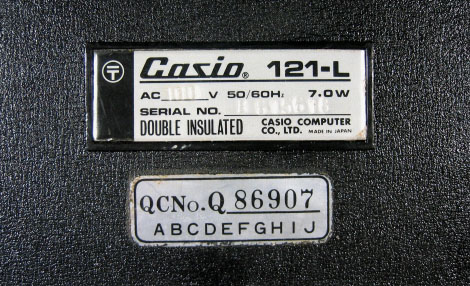 Casio® 121-L
AC 100 V 50/60Hz 7.0W
SERIAL NO.
DOUBLE INSULATED CASIO COMPUTER CO., LTD. MADE IN JAPAN
QCNo.Q 86907
ABCDEFGHIJ